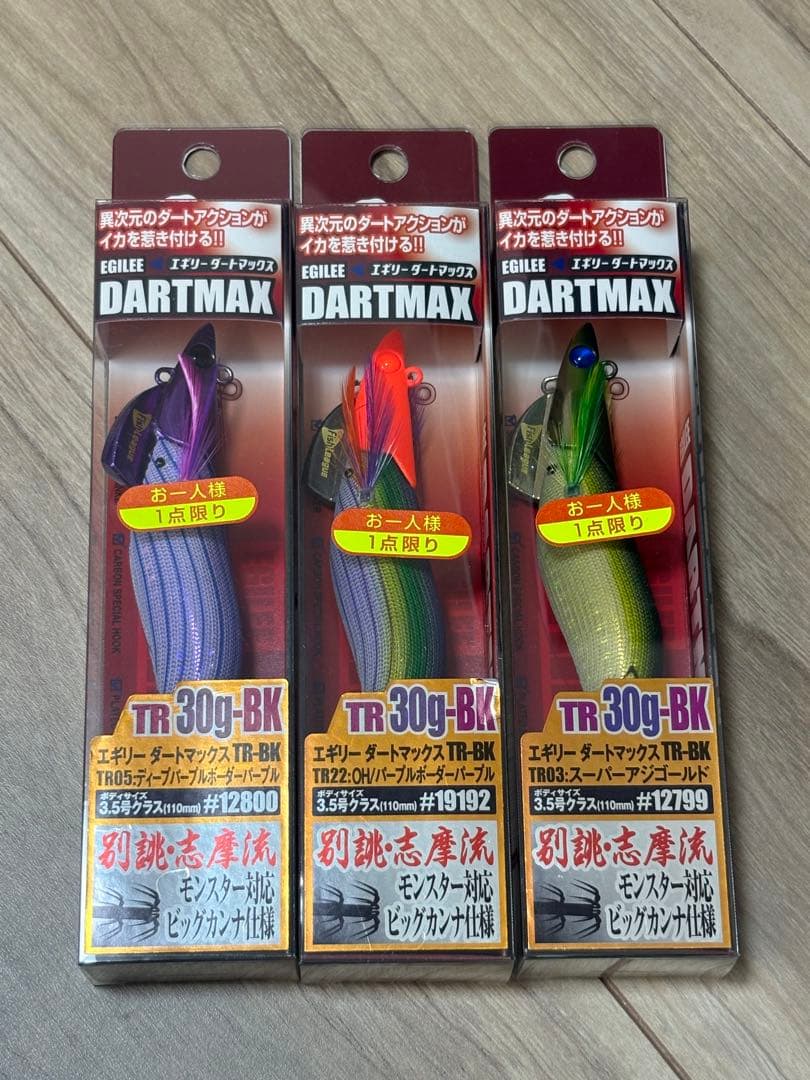 異次元のダートアクションが
イカを惹き付ける!!
EGILEE エギリーダートマックス
DARTMAX
FishLeague
お一人様
1点限り
CARBON SPECIAL HOOK
TR 30g-BK
エギリー ダートマックス TR-BK
TR05:ディープパープルボーダーパープル
ボディサイズ
3.5号クラス(110mm) #12800
別誂・志摩流
モンスター対応
ビッグカンナ仕様
異次元のダートアクションが
イカを惹き付ける!!
EGILEE エギリーダートマックス
DARTMAX
FishLeague
お一人様
1点限り
CARBON SPECIAL HOOK
TR 30g-BK
エギリー ダートマックス TR-BK
TR22:OH/パープルボーダーパープル
ボディサイズ
3.5号クラス(110mm) #19192
別誂・志摩流
モンスター対応
ビッグカンナ仕様
異次元のダートアクションが
イカを惹き付ける!!
EGILEE エギリーダートマックス
DARTMAX
FishLeague
お一人様
1点限り
CARBON SPECIAL HOOK
TR 30g-BK
エギリー ダートマックス TR-BK
TR03:スーパーアジゴールド
ボディサイズ
3.5号クラス(110mm) #12799
別誂・志摩流
モンスター対応
ビッグカンナ仕様